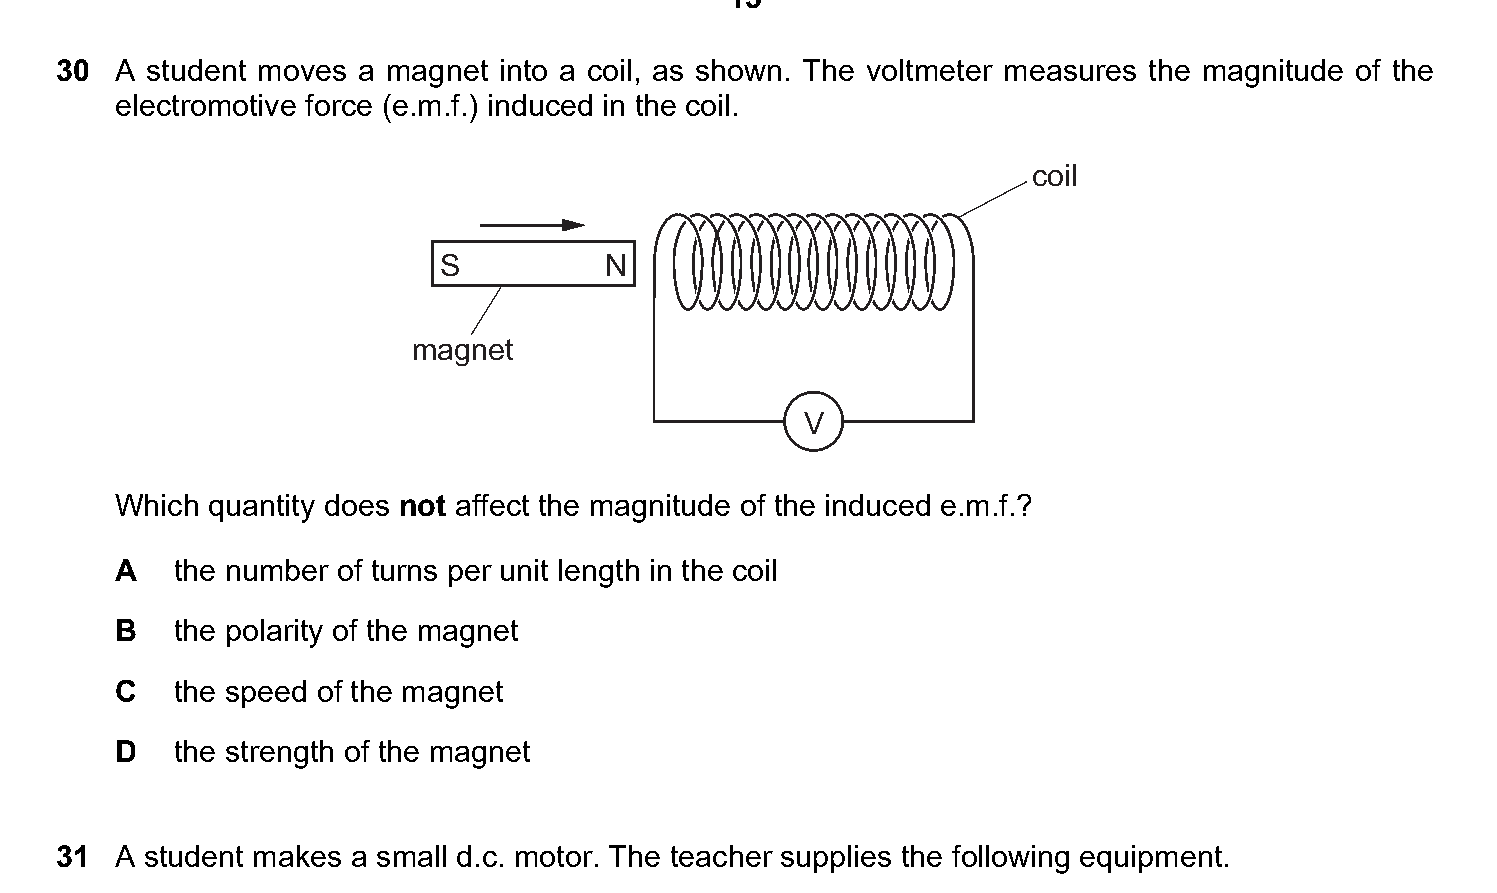 30 A student moves a magnet into a coil, as shown. The voltmeter measures the magnitude of the
electromotive force (e.m.f.) induced in the coil.
coil
S N
magnet
V
Which quantity does not affect the magnitude of the induced e.m.f.?
A the number of turns per unit length in the coil
B the polarity of the magnet
C the speed of the magnet
D the strength of the magnet
31 A student makes a small d.c. motor. The teacher supplies the following equipment.